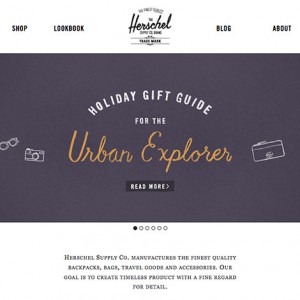 SHOP
LOOKBOOK
THE FINEST QUALITY
THE
Herschel
SUPPLY CO. BRAND
TRADE MARK
BLOG
ABOUT
HOLIDAY GIFT GUIDE
FOR THE
Urban Explorer
READ MORE >
HERSCHEL SUPPLY CO. MANUFACTURES THE FINEST QUALITY
BACKPACKS, BAGS, TRAVEL GOODS AND ACCESSORIES. OUR
GOAL IS TO CREATE TIMELESS PRODUCT WITH A FINE REGARD
FOR DETAIL.